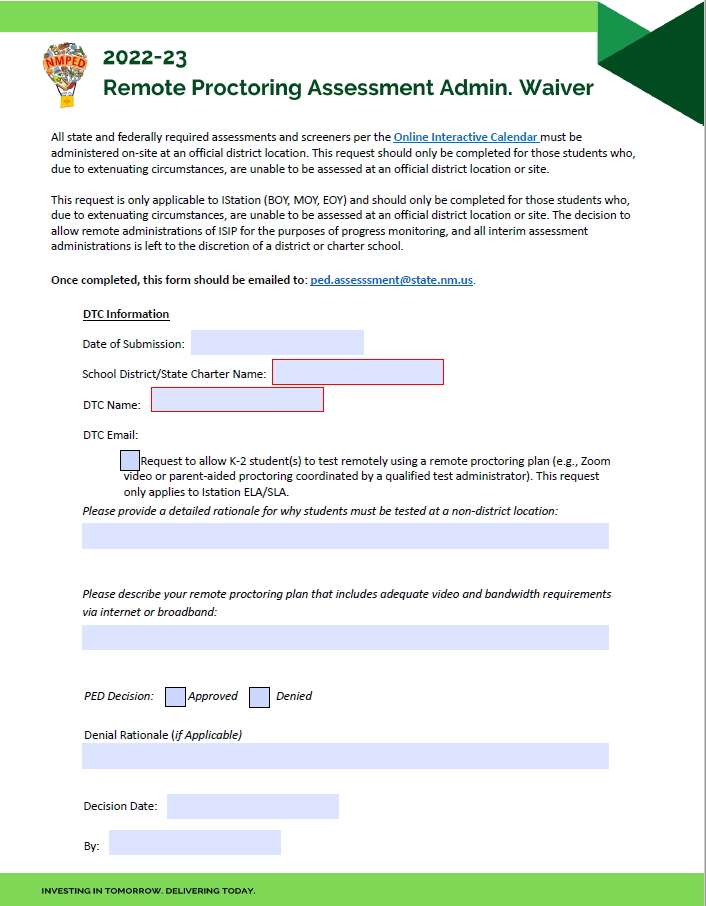 2022-23
NMPED
Remote Proctoring Assessment Admin. Waiver
All state and federally required assessments and screeners per the Online Interactive Calendar must be
administered on-site at an official district location. This request should only be completed for those students who,
due to extenuating circumstances, are unable to be assessed at an official district location or site.
This request is only applicable to IStation (BOY, MOY, EOY) and should only be completed for those students who,
due to extenuating circumstances, are unable to be assessed at an official district location or site. The decision to
allow remote administrations of ISIP for the purposes of progress monitoring, and all interim assessment
administrations is left to the discretion of a district or charter school.
Once completed, this form should be emailed to: ped.assesssment@state.nm.us.
DTC Information
Date of Submission:
School District/State Charter Name:
DTC Name:
DTC Email:
Request to allow K-2 student(s) to test remotely using a remote proctoring plan (e.g., Zoom
video or parent-aided proctoring coordinated by a qualified test administrator). This request
only applies to Istation ELA/SLA.
Please provide a detailed rationale for why students must be tested at a non-district location:
Please describe your remote proctoring plan that includes adequate video and bandwidth requirements
via internet or broadband:
PED Decision: Approved Denied
Denial Rationale (if Applicable)
Decision Date:
By:
INVESTING IN TOMORROW. DELIVERING TODAY.